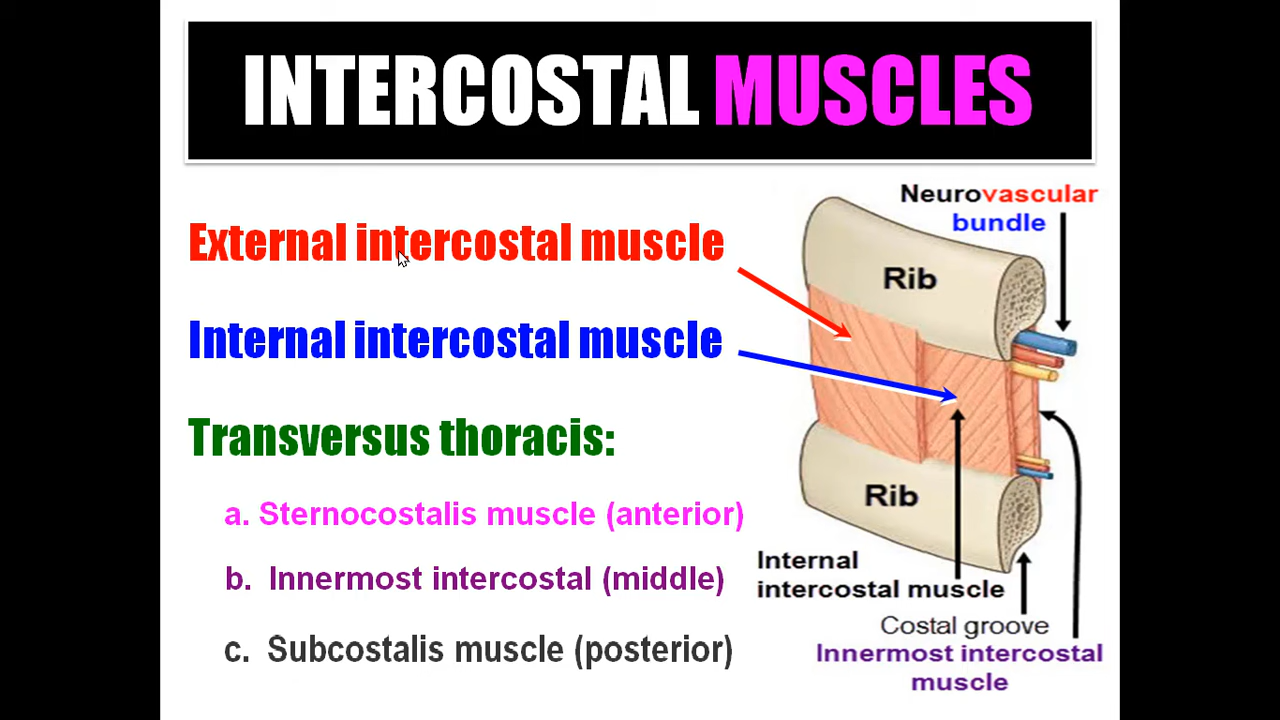 INTERCOSTAL MUSCLES
Neurovascular
bundle
External intercostal muscle
Rib
Internal intercostal muscle
Transversus thoracis:
Rib
a. Sternocostalis muscle (anterior)
b. Innermost intercostal (middle)
c. Subcostalis muscle (posterior)
Internal
intercostal muscle
Costal groove
Innermost intercostal
muscle